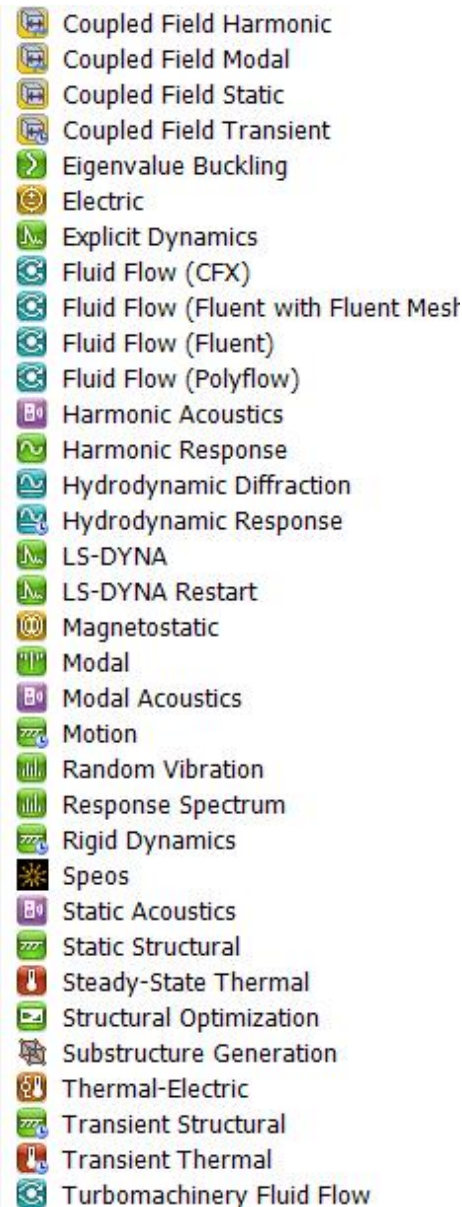 Coupled Field Harmonic
Coupled Field Modal
Coupled Field Static
Coupled Field Transient
Eigenvalue Buckling
Electric
Explicit Dynamics
Fluid Flow (CFX)
Fluid Flow (Fluent with Fluent Mesh
Fluid Flow (Fluent)
Fluid Flow (Polyflow)
Harmonic Acoustics
Harmonic Response
Hydrodynamic Diffraction
Hydrodynamic Response
LS-DYNA
LS-DYNA Restart
Magnetostatic
Modal
Modal Acoustics
Motion
Random Vibration
Response Spectrum
Rigid Dynamics
Speos
Static Acoustics
Static Structural
Steady-State Thermal
Structural Optimization
Substructure Generation
Thermal-Electric
Transient Structural
Transient Thermal
Turbomachinery Fluid Flow